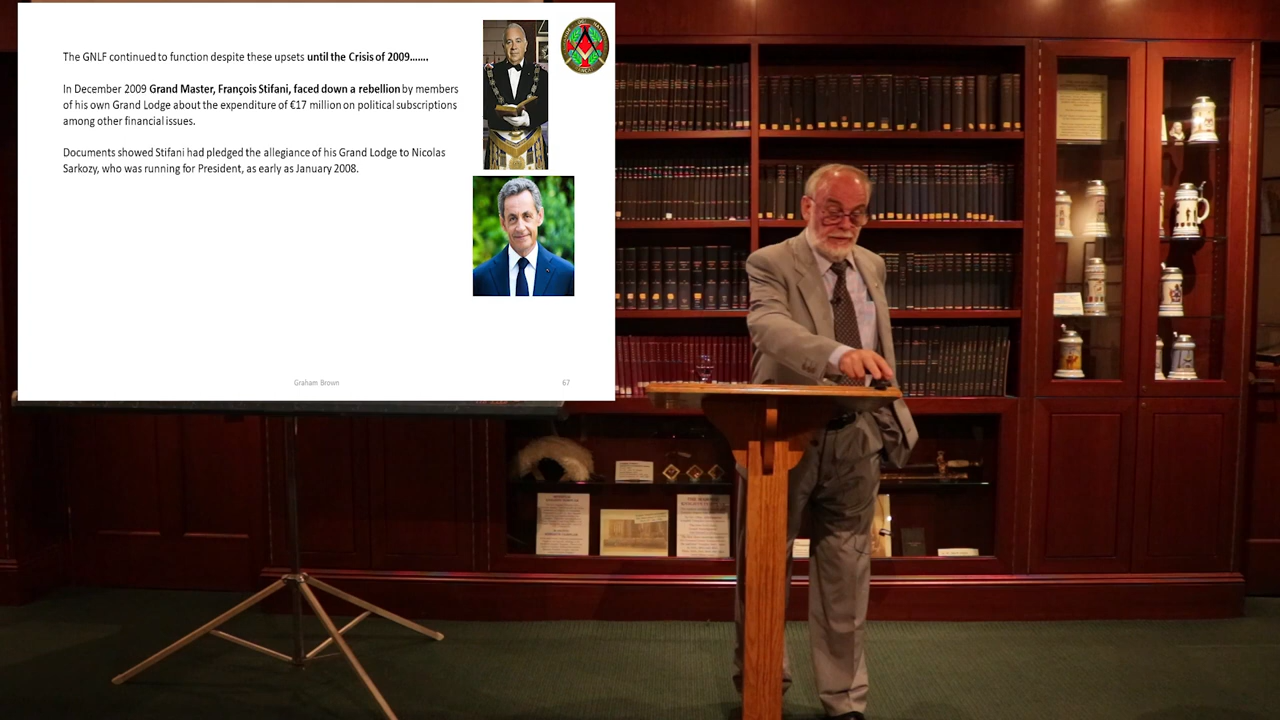 The GNLF continued to function despite these upsets until the Crisis of 2009.......
In December 2009 Grand Master, François Stifani, faced down a rebellion by members
of his own Grand Lodge about the expenditure of €17 million on political subscriptions
among other financial issues.
Documents showed Stifani had pledged the allegiance of his Grand Lodge to Nicolas
Sarkozy, who was running for President, as early as January 2008.
Graham Brown
67